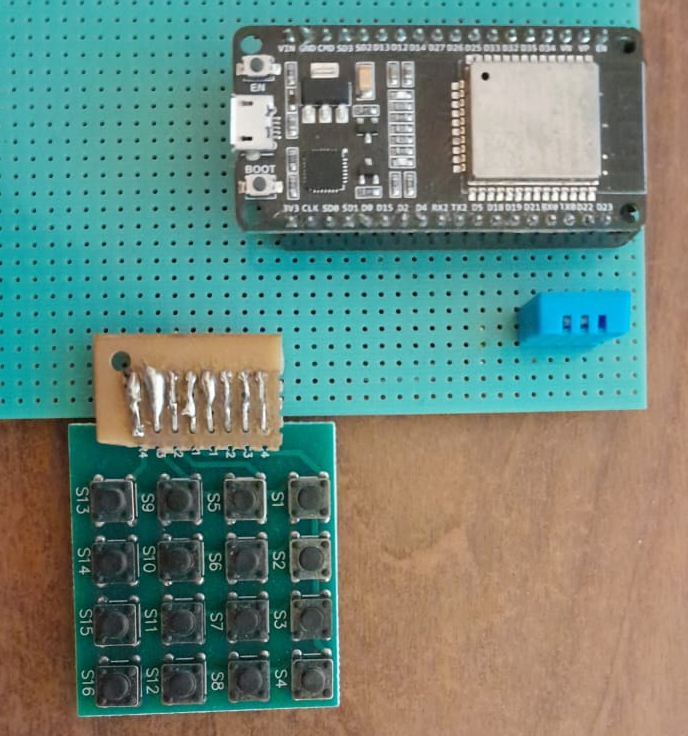 VIN GND CMD SD3 SD2 D13 D12 D14 D27 D26 D25 D33 D32 D35 D34 VN VP EN
EN
BOOT
3V3 CLK SD0 SD1 D0 D15 D2 D4 RX2 TX2 D5 D18 D19 D21 RX0 TX0 D22 D23
S13 S9 S5 S1
S14 S10 S6 S2
S15 S11 S7 S3
S16 S12 S8 S4